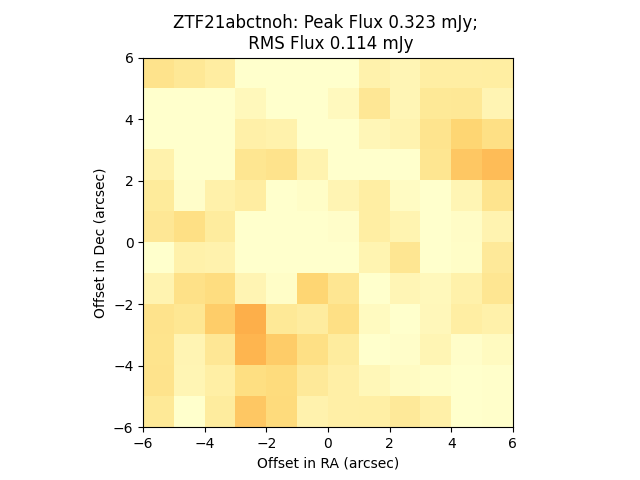 ZTF21abctnoh: Peak Flux 0.323 mJy;
RMS Flux 0.114 mJy
6
4
2
0
−2
−4
−6
Offset in Dec (arcsec)
−6 −4 −2 0 2 4 6
Offset in RA (arcsec)